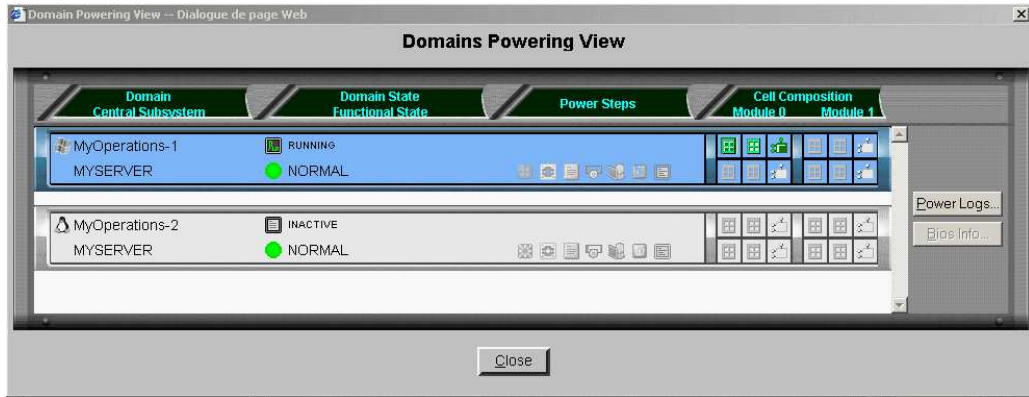 Domain Powering View -- Dialogue de page Web
Domains Powering View
Domain Central Subsystem
Domain State Functional State
Power Steps
Cell Composition
Module 0 Module 1
MyOperations-1 RUNNING
MYSERVER NORMAL
MyOperations-2 INACTIVE
MYSERVER NORMAL
Power Logs...
Bios Info...
Close